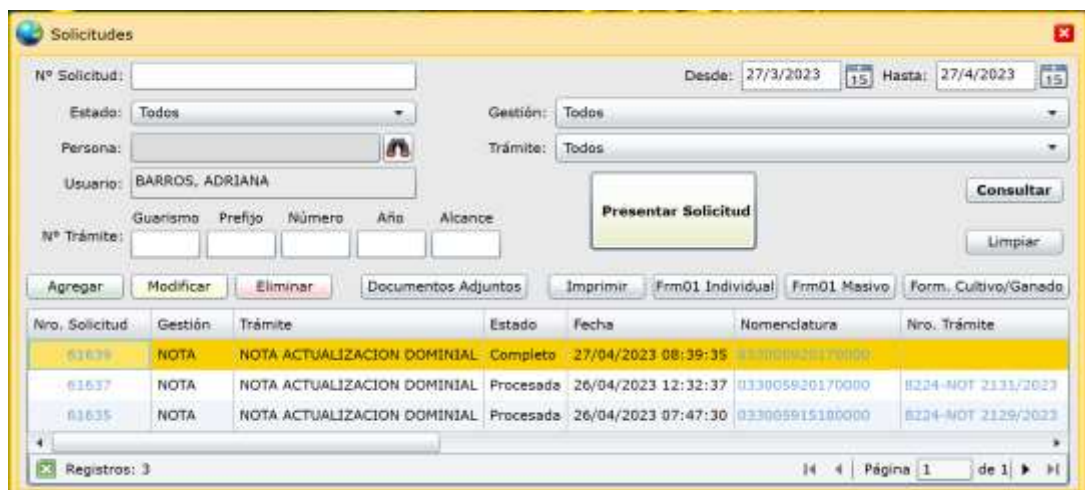 Solicitudes
Nº Solicitud: Desde: 27/3/2023 15 Hasta: 27/4/2023 15
Estado: Todos Gestión: Todos
Persona: Trámite: Todos
Usuario: BARROS, ADRIANA Presentar Solicitud Consultar
Guarismo Prefijo Número Año Alcance
Nº Trámite: Limpiar
Agregar Modificar Eliminar Documentos Adjuntos Imprimir Frm01 Individual Frm01 Masivo Form. Cultivo/Ganado
Nro. Solicitud Gestión Trámite Estado Fecha Nomenclatura Nro. Trámite
61639 NOTA NOTA ACTUALIZACION DOMINIAL Completo 27/04/2023 08:39:35
61637 NOTA NOTA ACTUALIZACION DOMINIAL Procesada 26/04/2023 12:32:37 033005920170000 8224-NOT 2131/2023
61635 NOTA NOTA ACTUALIZACION DOMINIAL Procesada 26/04/2023 07:47:30 033005915180000 8224-NOT 2129/2023
Registros: 3 Página 1 de 1